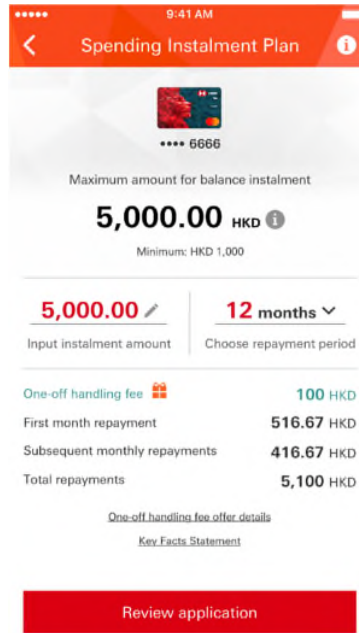 9:41 AM
Spending Instalment Plan
•••• 6666
Maximum amount for balance instalment
5,000.00 HKD
Minimum: HKD 1,000
5,000.00
12 months
Input instalment amount
Choose repayment period
One-off handling fee 100 HKD
First month repayment 516.67 HKD
Subsequent monthly repayments 416.67 HKD
Total repayments 5,100 HKD
One-off handling fee offer details
Key Facts Statement
Review application